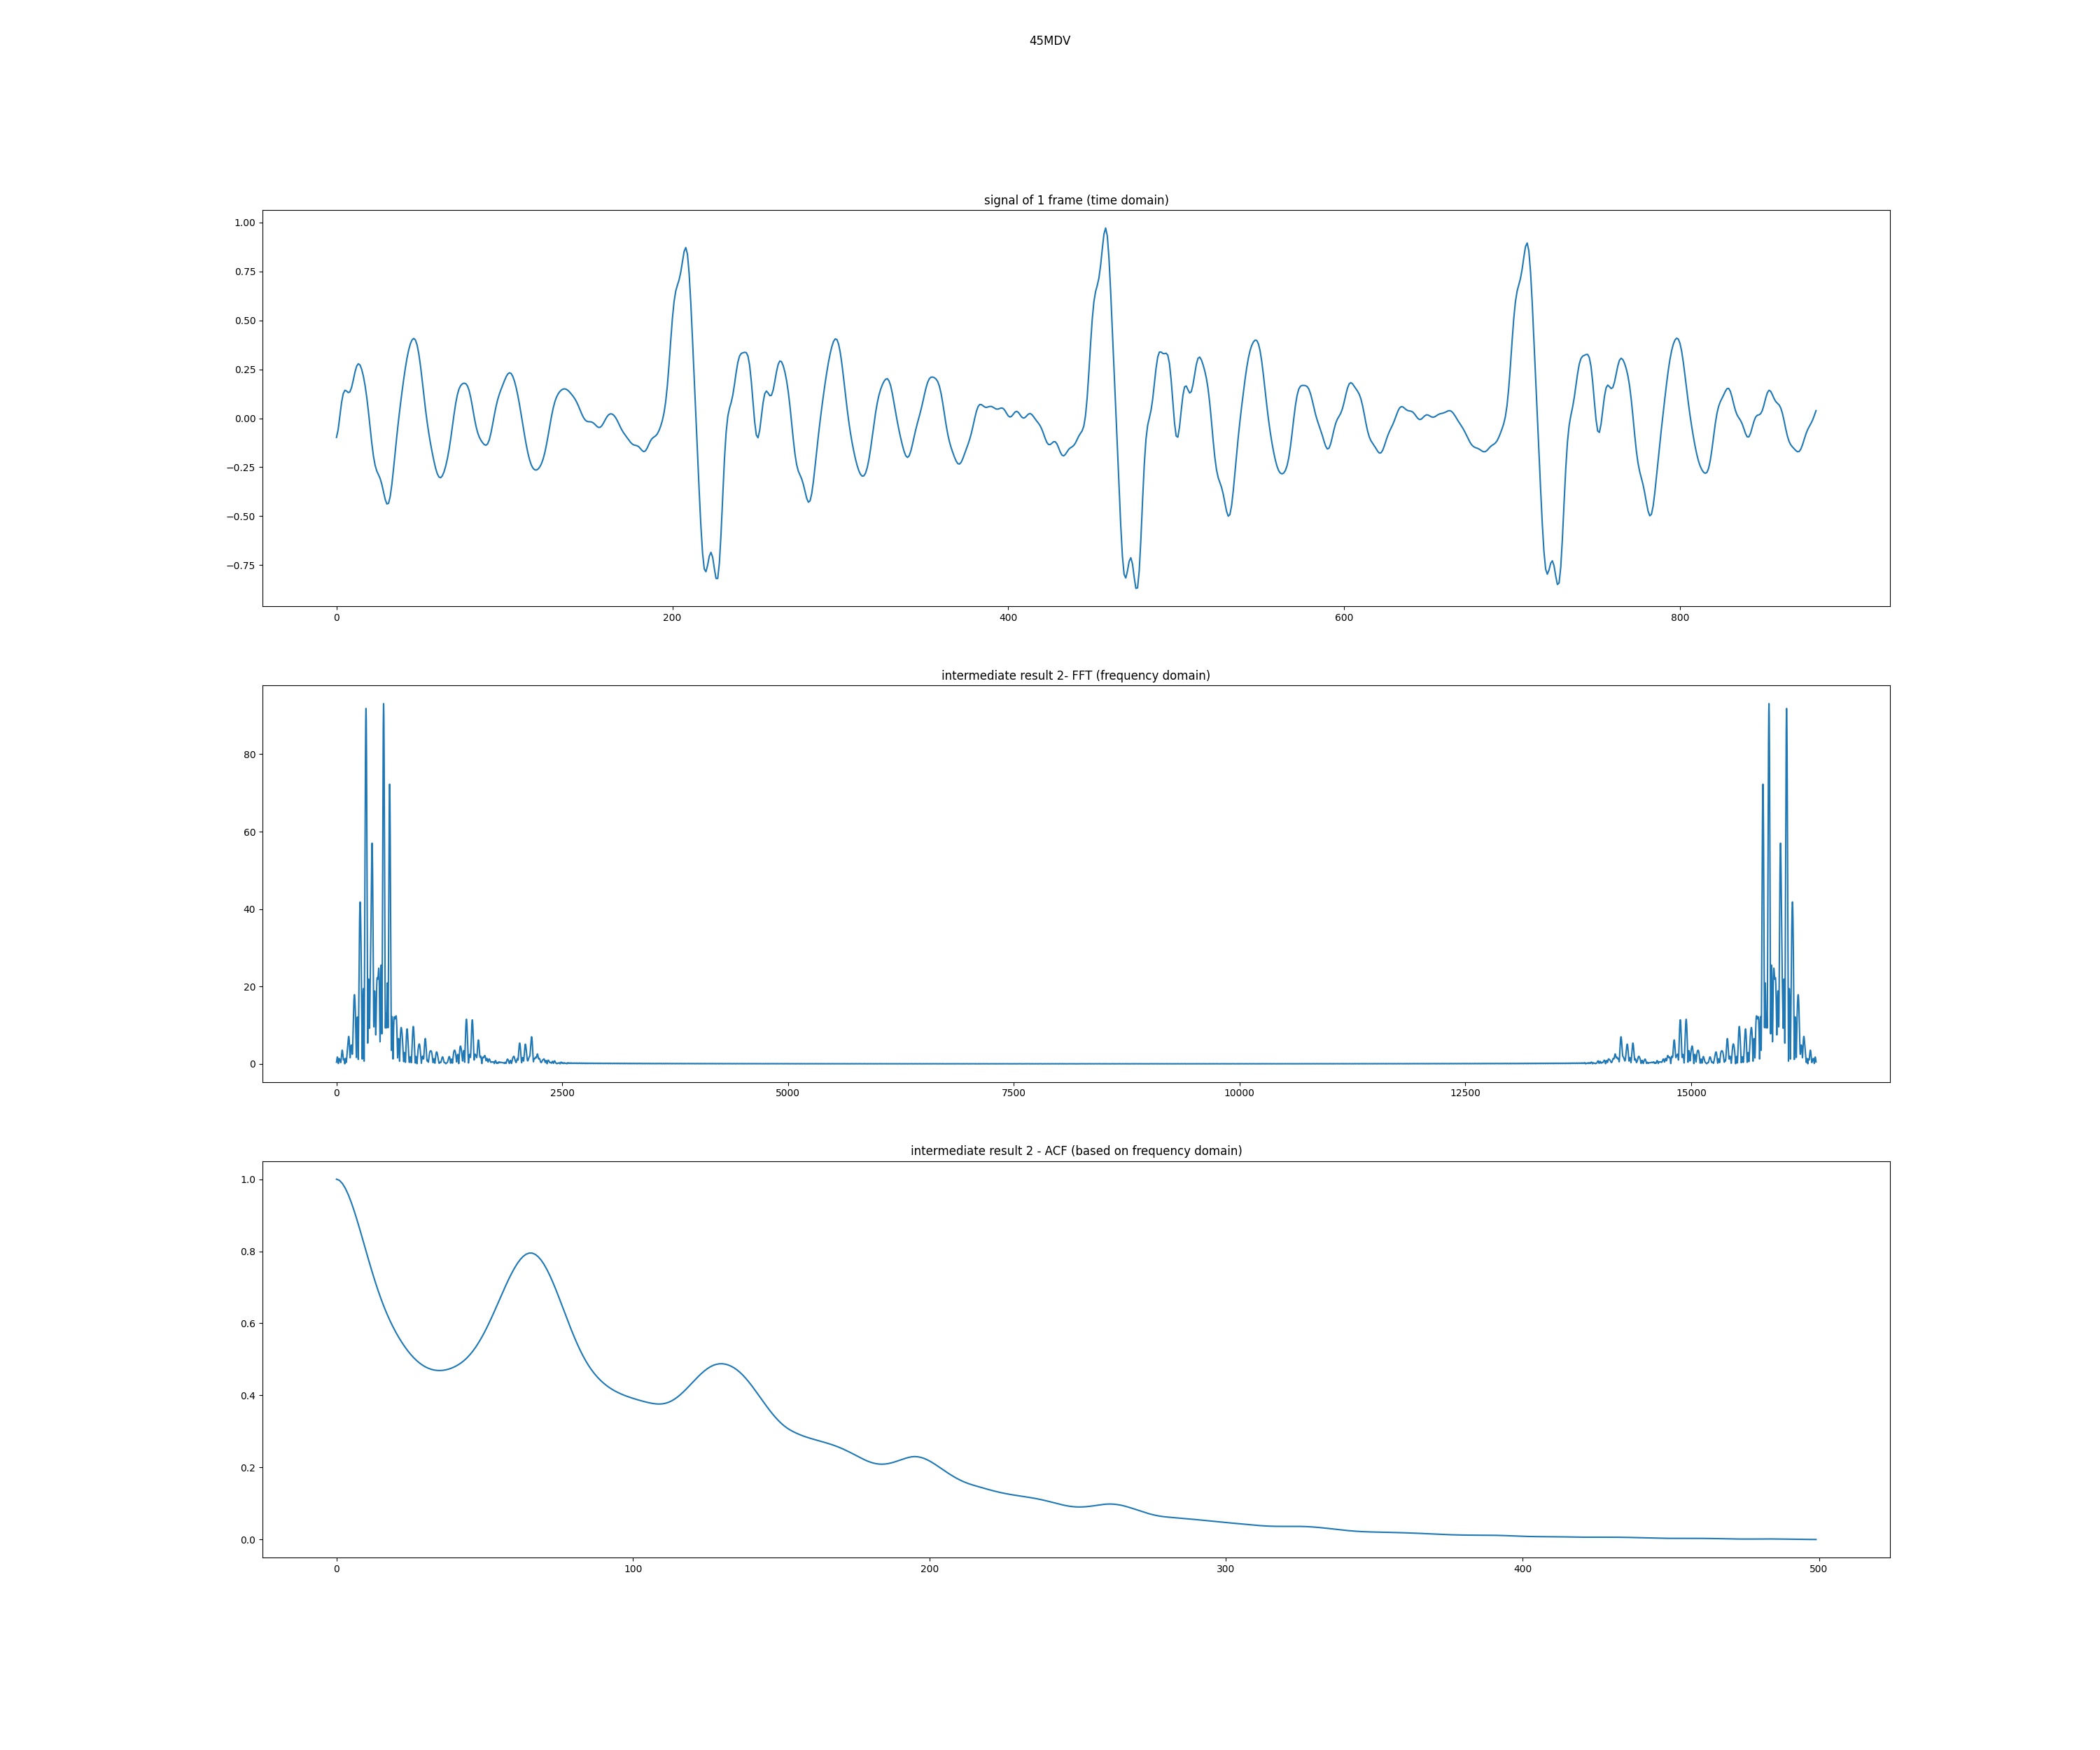 45MDV
signal of 1 frame (time domain)
1.00
0.75
0.50
0.25
0.00
−0.25
−0.50
−0.75
0 200 400 600 800
intermediate result 2- FFT (frequency domain)
80
60
40
20
0
0 2500 5000 7500 10000 12500 15000
intermediate result 2 - ACF (based on frequency domain)
1.0
0.8
0.6
0.4
0.2
0.0
0 100 200 300 400 500